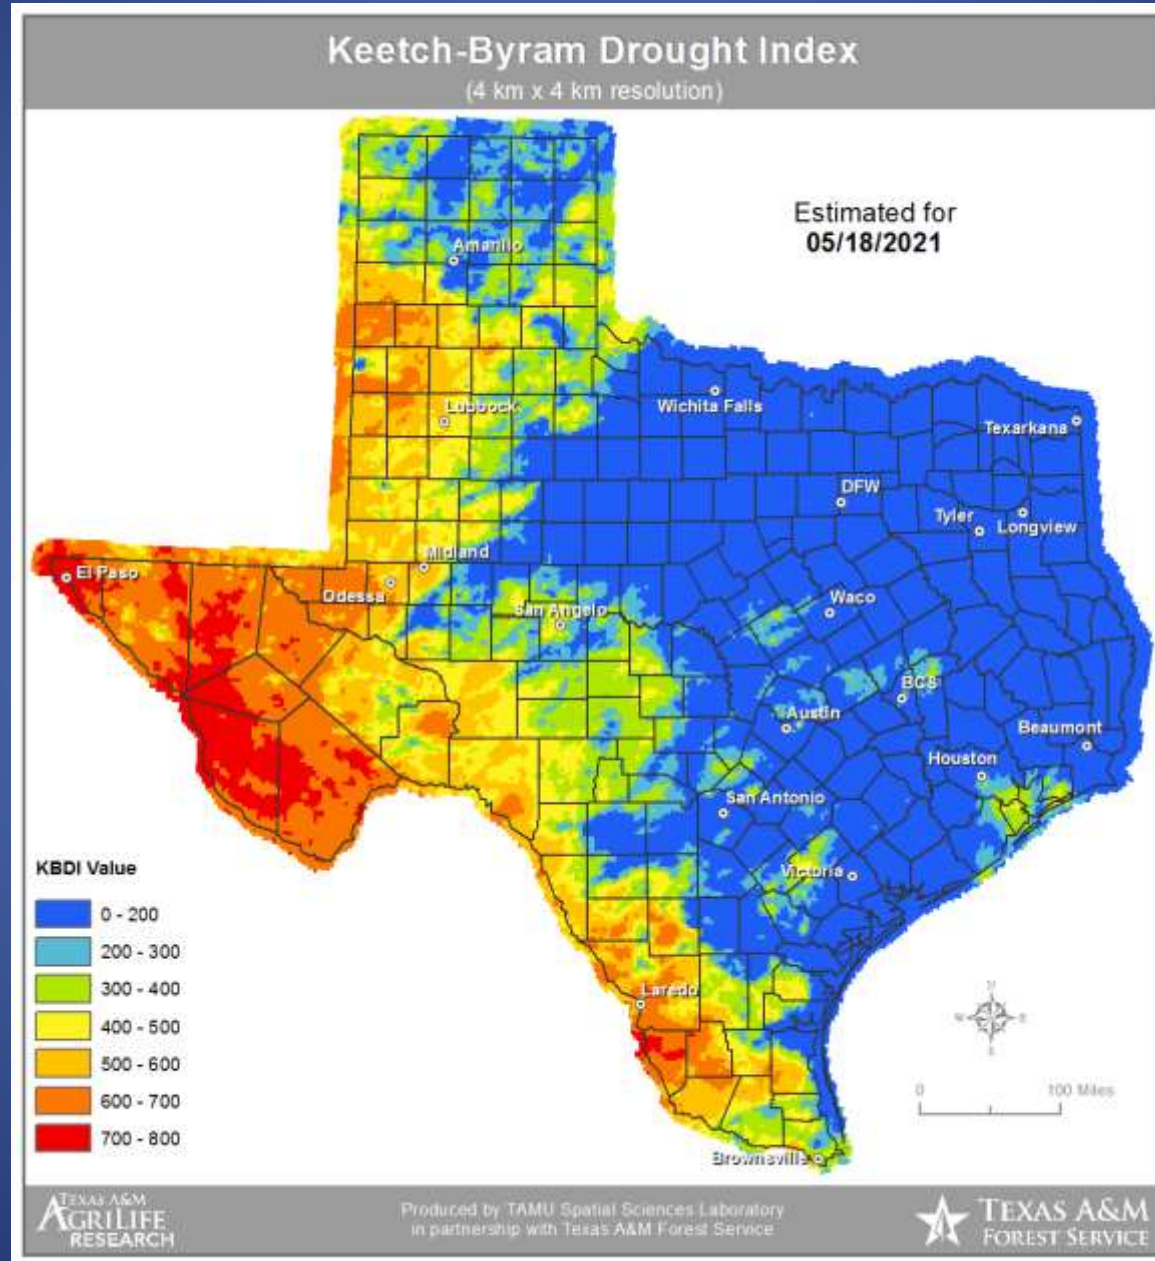 Keetch-Byram Drought Index
(4 km x 4 km resolution)
Estimated for
05/18/2021
Amarillo
Lubbock
Wichita Falls
Texarkana
DFW
Tyler
Longview
Midland
El Paso
Odessa
San Angelo
Waco
BCS
Austin
Beaumont
Houston
San Antonio
Victoria
Laredo
Brownsville
KBDI Value
0 - 200
200 - 300
300 - 400
400 - 500
500 - 600
600 - 700
700 - 800
N
W
E
S
0
100 Miles
TEXAS A&M
AGRILIFE
RESEARCH
Produced by TAMU Spatial Sciences Laboratory
in partnership with Texas A&M Forest Service
TEXAS A&M
FOREST SERVICE